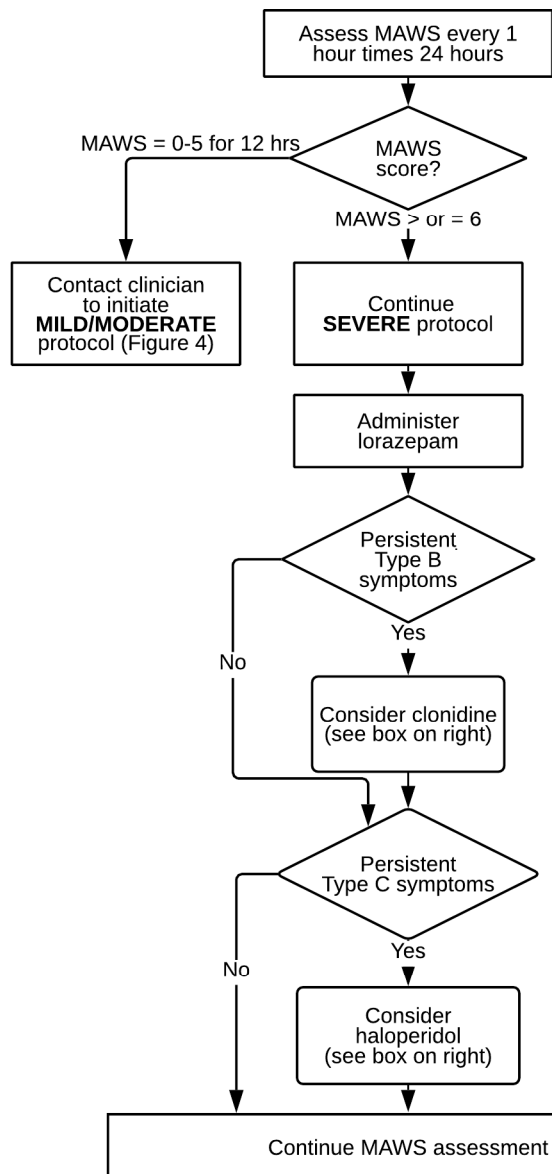 Assess MAWS every 1
hour times 24 hours
MAWS = 0-5 for 12 hrs
MAWS
score?
MAWS > or = 6
Contact clinician
to initiate
MILD/MODERATE
protocol (Figure 4)
Continue
SEVERE protocol
Administer
lorazepam
Persistent
Type B
symptoms
Yes
No
Consider clonidine
(see box on right)
Persistent
Type C symptoms
Yes
No
Consider
haloperidol
(see box on right)
Continue MAWS assessment